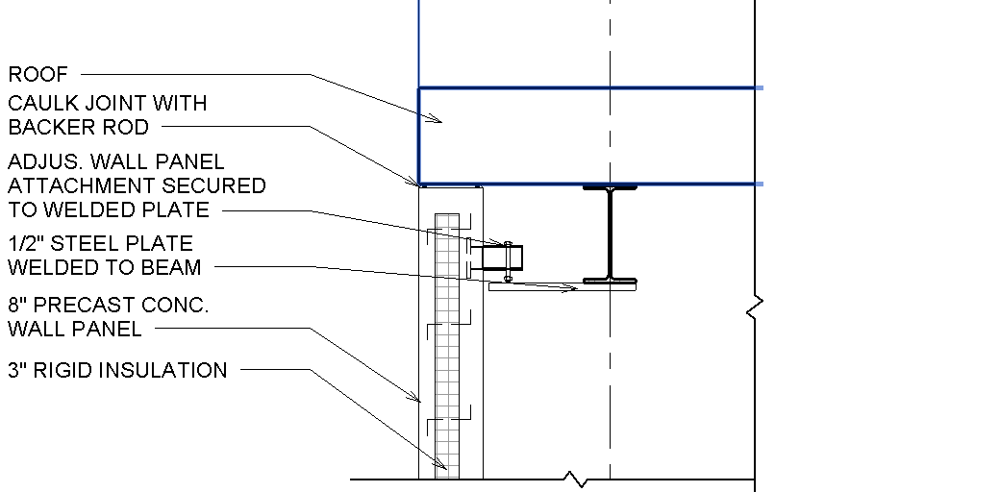 ROOF
CAULK JOINT WITH
BACKER ROD
ADJUS. WALL PANEL
ATTACHMENT SECURED
TO WELDED PLATE
1/2" STEEL PLATE
WELDED TO BEAM
8" PRECAST CONC.
WALL PANEL
3" RIGID INSULATION